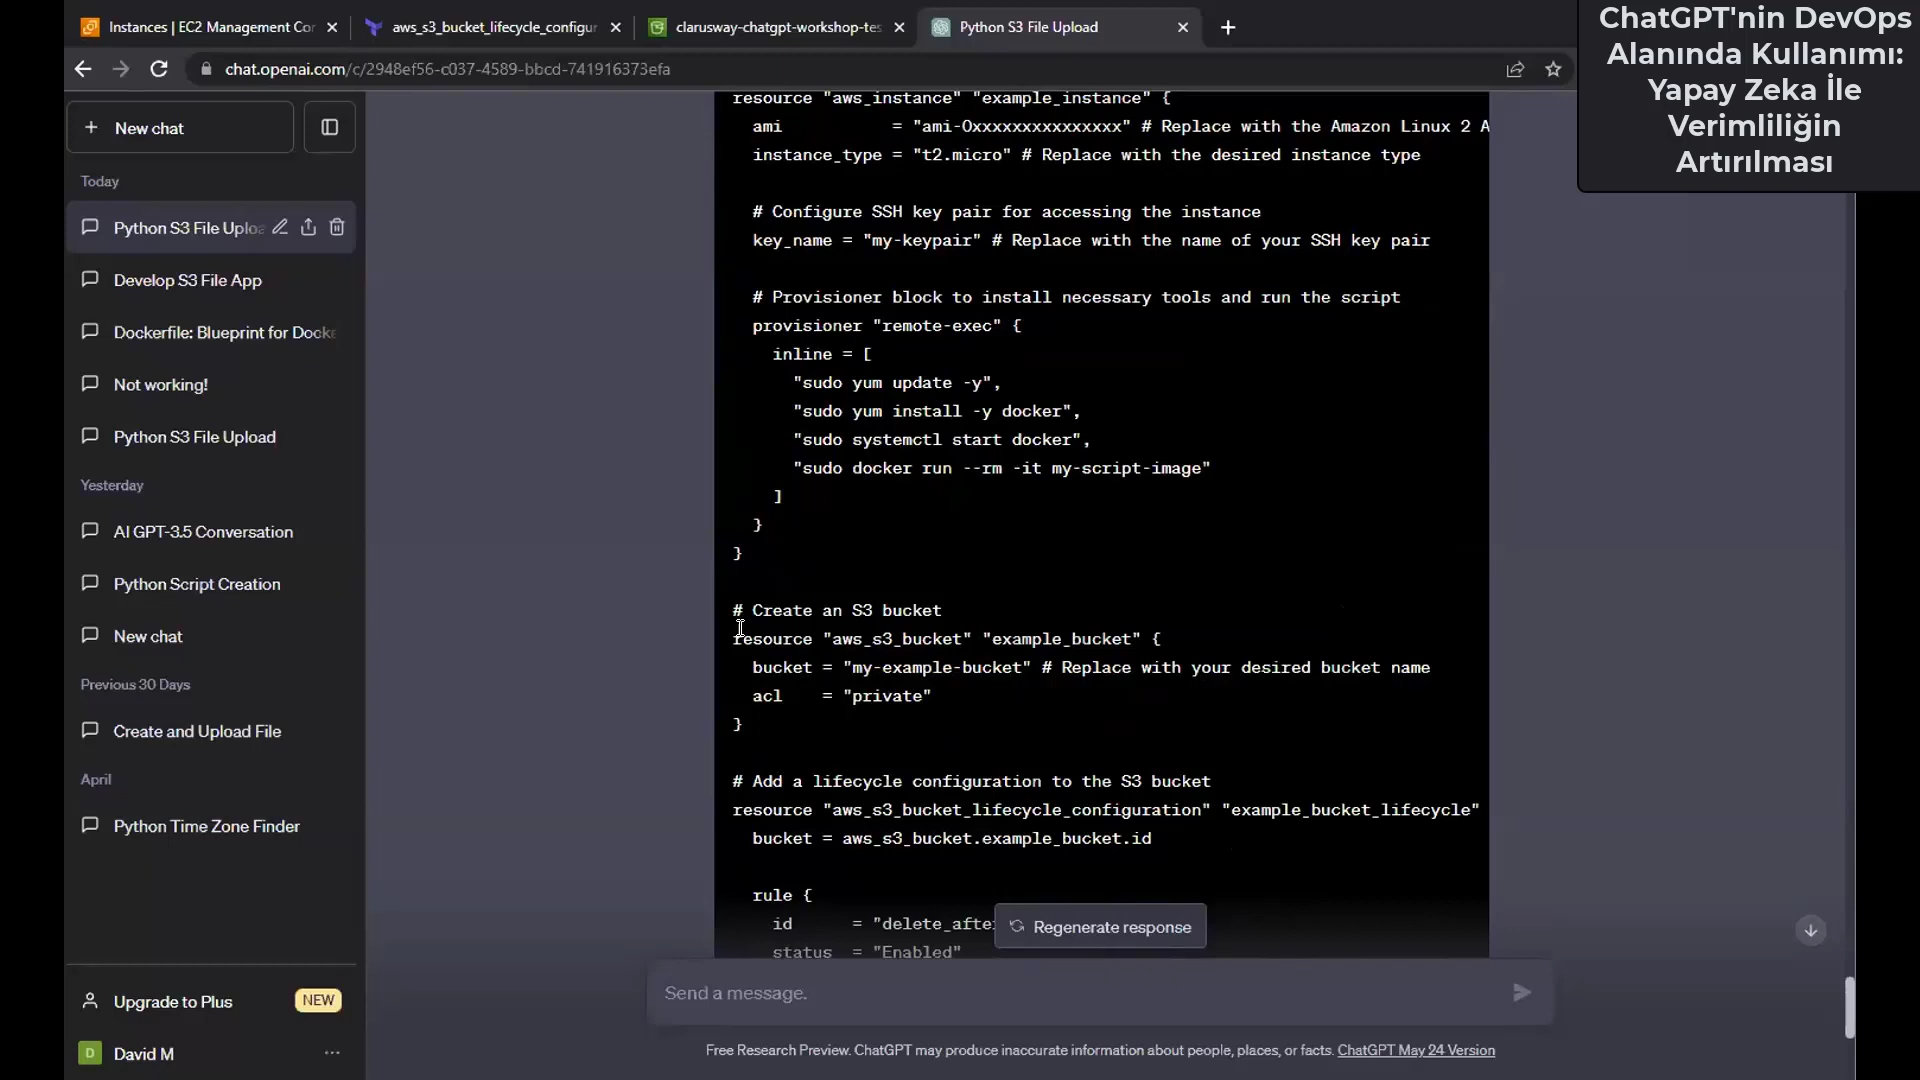 Instances | EC2 Management Cor
aws_s3_bucket_lifecycle_configur
clarusway-chatgpt-workshop-tes
Python S3 File Upload
chat.openai.com/c/2948ef56-c037-4589-bbcd-741916373efa
ChatGPT'nin DevOps
Alanında Kullanımı:
Yapay Zeka İle
Verimliliğin
Artırılması
New chat
Today
Python S3 File Uploa
Develop S3 File App
Dockerfile: Blueprint for Docke
Not working!
Python S3 File Upload
Yesterday
AI GPT-3.5 Conversation
Python Script Creation
New chat
Previous 30 Days
Create and Upload File
April
Python Time Zone Finder
Upgrade to Plus
NEW
D
David M
resource "aws_instance" "example_instance" {
ami = "ami-0xxxxxxxxxxxxxxx" # Replace with the Amazon Linux 2 A
instance_type = "t2.micro" # Replace with the desired instance type
# Configure SSH key pair for accessing the instance
key_name = "my-keypair" # Replace with the name of your SSH key pair
# Provisioner block to install necessary tools and run the script
provisioner "remote-exec" {
inline = [
"sudo yum update -y",
"sudo yum install -y docker",
"sudo systemctl start docker",
"sudo docker run --rm -it my-script-image"
]
}
}
# Create an S3 bucket
resource "aws_s3_bucket" "example_bucket" {
bucket = "my-example-bucket" # Replace with your desired bucket name
acl = "private"
}
# Add a lifecycle configuration to the S3 bucket
resource "aws_s3_bucket_lifecycle_configuration" "example_bucket_lifecycle"
bucket = aws_s3_bucket.example_bucket.id
rule {
id = "delete_after
status = "Enabled"
Regenerate response
Send a message.
Free Research Preview. ChatGPT may produce inaccurate information about people, places, or facts. ChatGPT May 24 Version